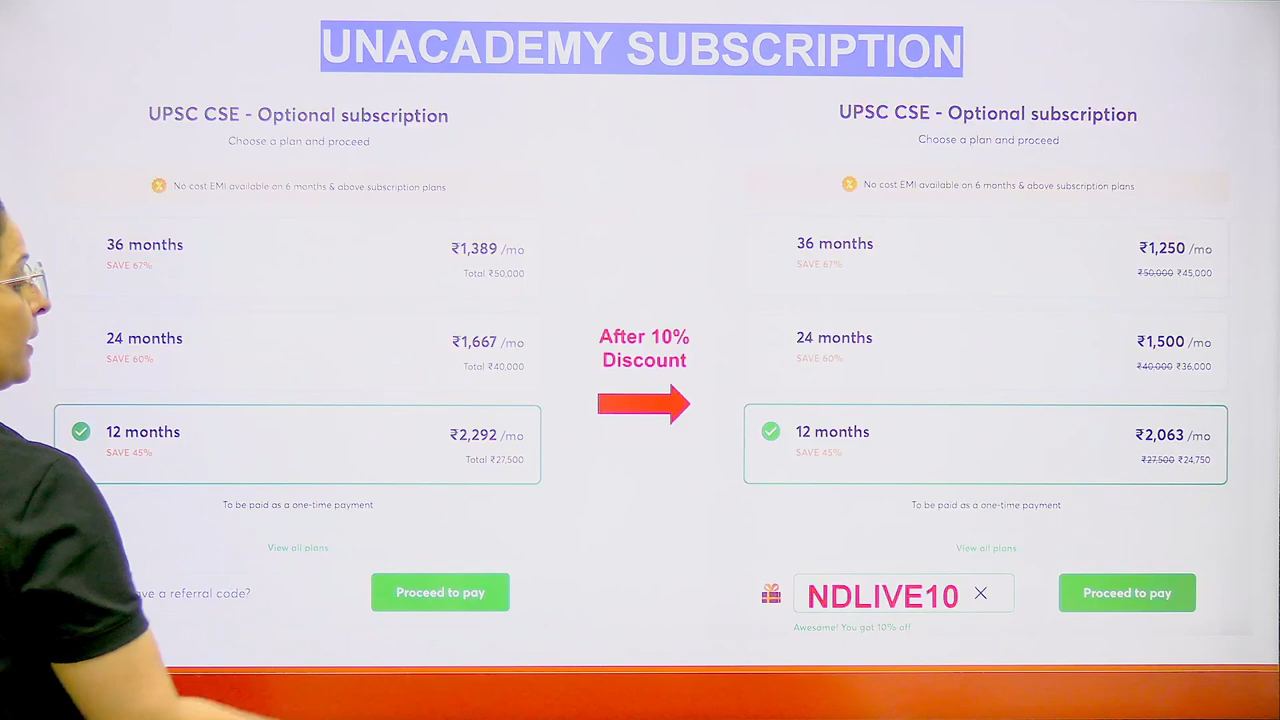 UNACADEMY SUBSCRIPTION
UPSC CSE - Optional subscription
Choose a plan and proceed
No cost EMI available on 6 months & above subscription plans
36 months
₹1,389 /mo
SAVE 67%
Total ₹50,000
24 months
₹1,667 /mo
SAVE 60%
Total ₹40,000
12 months
₹2,292 /mo
SAVE 45%
Total ₹27,500
To be paid as a one-time payment
View all plans
ave a referral code?
Proceed to pay
After 10%
Discount
UPSC CSE - Optional subscription
Choose a plan and proceed
No cost EMI available on 6 months & above subscription plans
36 months
₹1,250 /mo
SAVE 67%
₹50,000 ₹45,000
24 months
₹1,500 /mo
SAVE 60%
₹40,000 ₹36,000
12 months
₹2,063 /mo
SAVE 45%
₹27,500 ₹24,750
To be paid as a one-time payment
View all plans
NDLIVE10
Proceed to pay
Awesome! You got 10% off